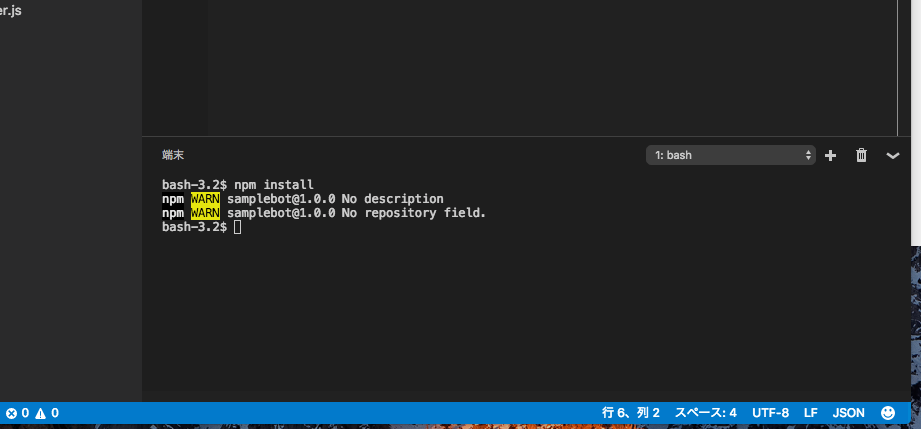 er.js
端末
1: bash
bash-3.2$ npm install
npm WARN samplebot@1.0.0 No description
npm WARN samplebot@1.0.0 No repository field.
bash-3.2$
0 0
行 6、列 2 スペース: 4 UTF-8 LF JSON